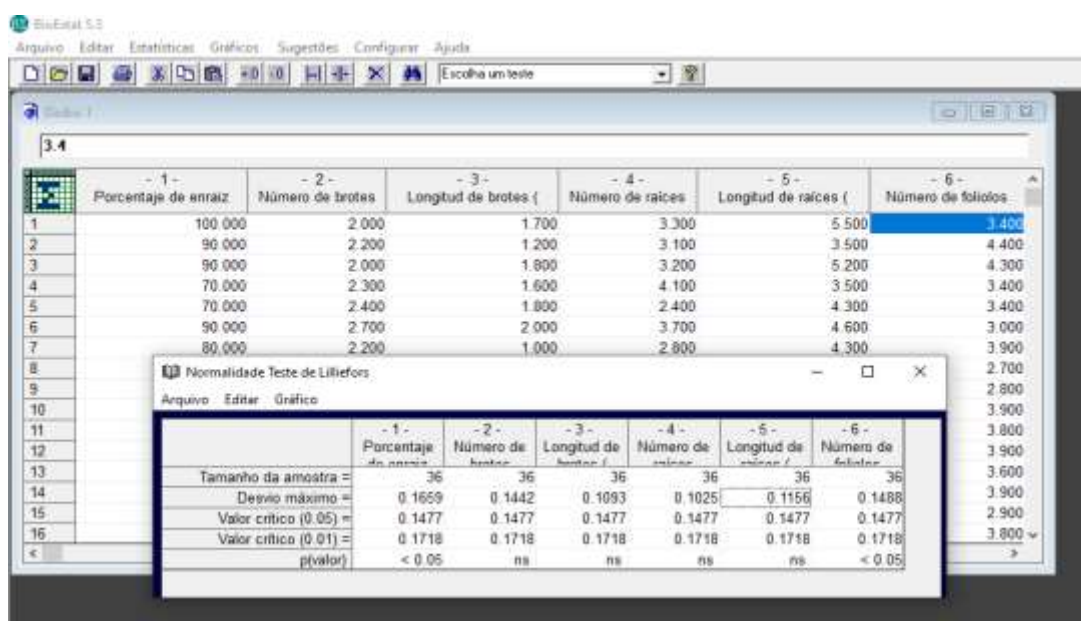 BioEstat 5.3
Arquivo Editar Estatísticas Gráficos Sugestões Configurar Ajuda
Escolha um teste
Dados 1
3.4
- 1 - - 2 - - 3 - - 4 - - 5 - - 6 -
Porcentaje de enraiz Número de brotes Longitud de brotes ( Número de raíces Longitud de raíces ( Número de foliolos
1 100.000 2.000 1.700 3.300 5.500 3.400
2 90.000 2.200 1.200 3.100 3.500 4.400
3 90.000 2.000 1.800 3.200 5.200 4.300
4 70.000 2.300 1.600 4.100 3.500 3.400
5 70.000 2.400 1.800 2.400 4.300 3.400
6 90.000 2.700 2.000 3.700 4.600 3.000
7 80.000 2.200 1.000 2.800 4.300 3.900
8 2.700
9 2.800
10 3.900
11 3.800
12 3.900
13 3.600
14 3.900
15 2.900
16 3.800
Normalidade Teste de Lilliefors
Arquivo Editar Gráfico
- 1 - - 2 - - 3 - - 4 - - 5 - - 6 -
Porcentaje Número de Longitud de Número de Longitud de Número de
de enraiz brotes brotes ( raíces raíces ( foliolos
Tamanho da amostra = 36 36 36 36 36 36
Desvio máximo = 0.1659 0.1442 0.1093 0.1025 0.1156 0.1488
Valor crítico (0.05) = 0.1477 0.1477 0.1477 0.1477 0.1477 0.1477
Valor crítico (0.01) = 0.1718 0.1718 0.1718 0.1718 0.1718 0.1718
p(valor) < 0.05 ns ns ns ns < 0.05